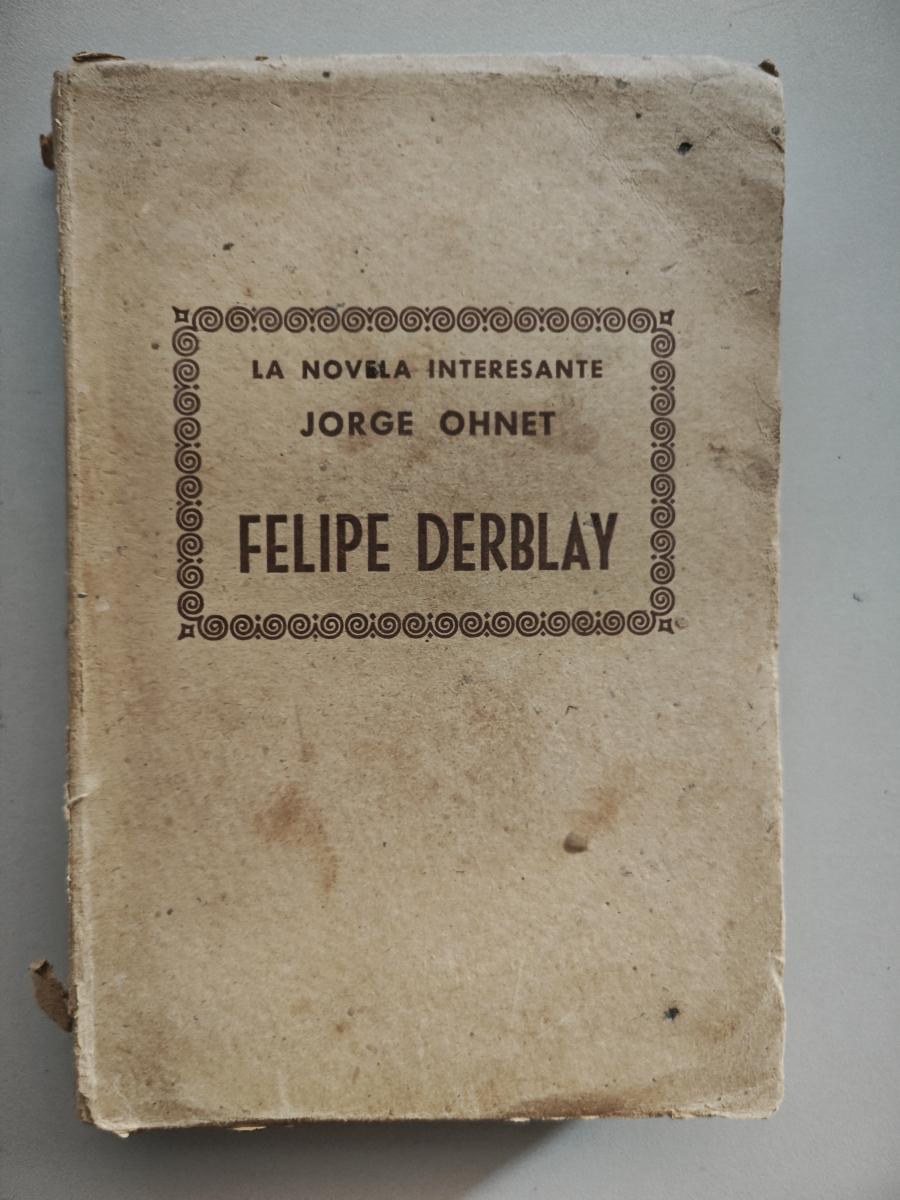 LA NOVELA INTERESANTE
JORGE OHNET
FELIPE DERBLAY